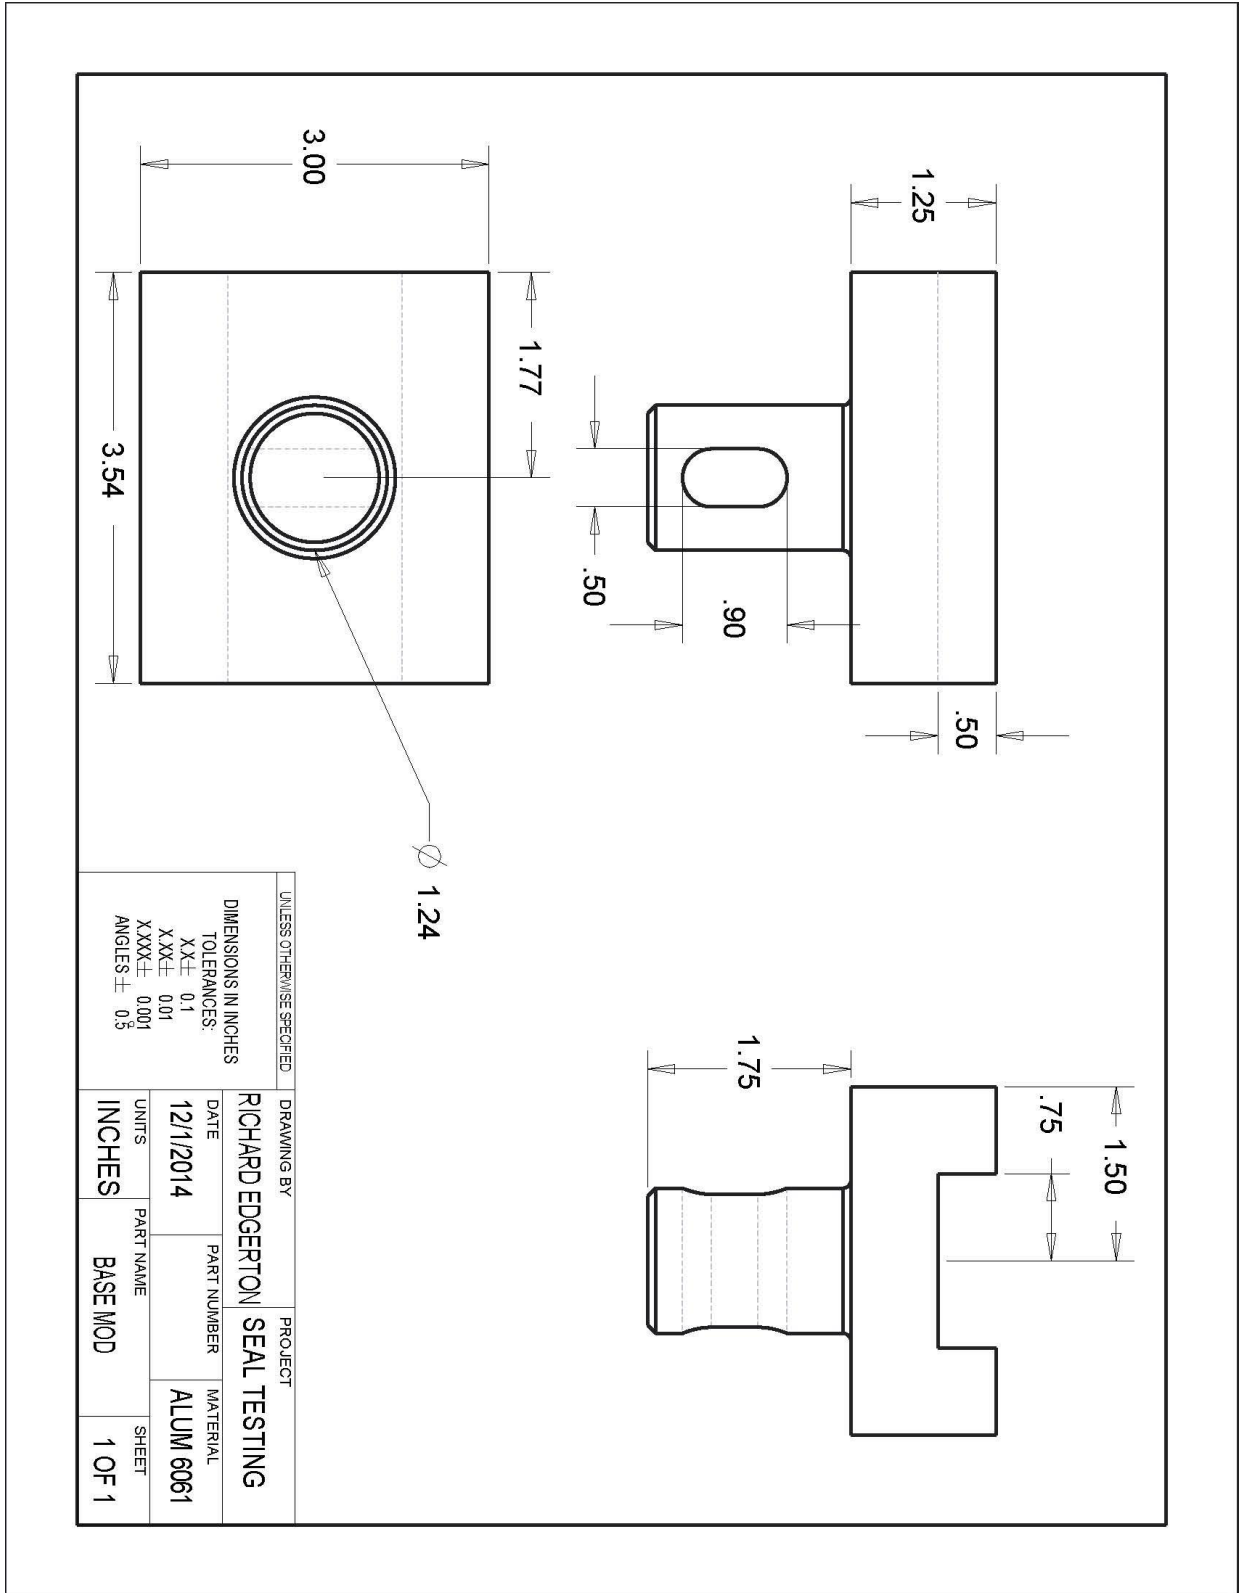 1.25
.50
1.50
.75
.90
.50
1.75
1.77
3.00
3.54
⌀ 1.24
UNLESS OTHERWISE SPECIFIED
DIMENSIONS IN INCHES
TOLERANCES:
X.X± 0.1
X.XX± 0.01
X.XXX± 0.001
ANGLES± 0.5°
DRAWING BY
RICHARD EDGERTON
PROJECT
SEAL TESTING
DATE
12/1/2014
PART NUMBER
MATERIAL
ALUM 6061
UNITS
INCHES
PART NAME
BASE MOD
SHEET
1 OF 1